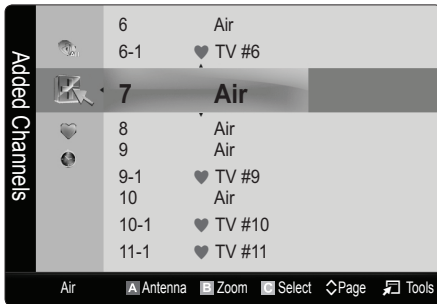 Added Channels
6 Air
6-1 ♥ TV #6
7 Air
8 Air
9 Air
9-1 ♥ TV #9
10 Air
10-1 ♥ TV #10
11-1 ♥ TV #11
Air A Antenna B Zoom C Select Page Tools